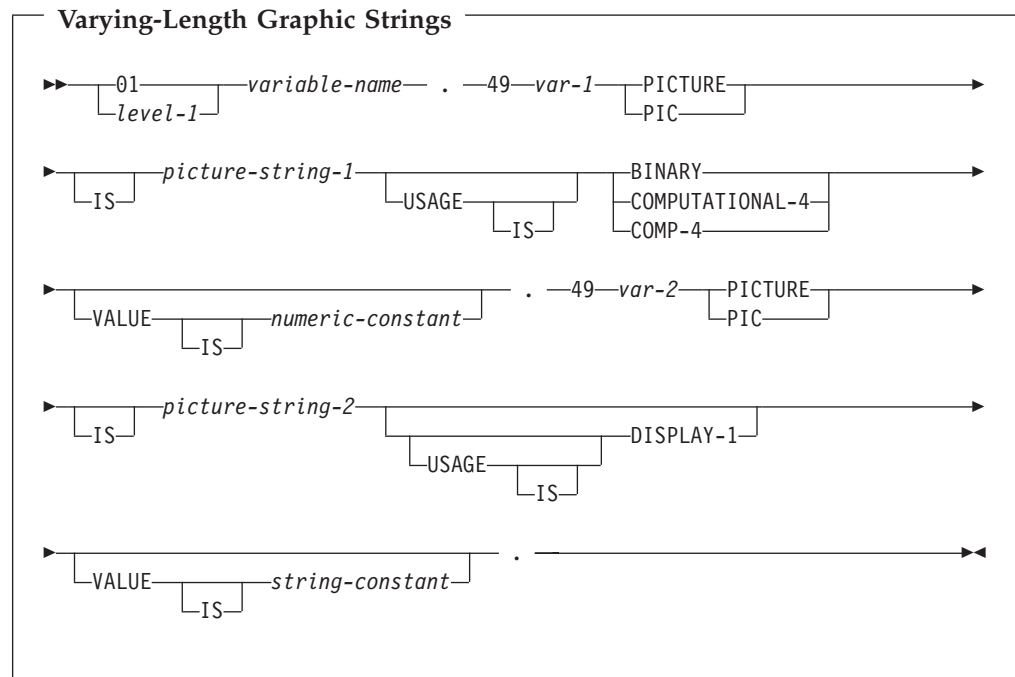 Varying-Length Graphic Strings
01 variable-name . 49 var-1 PICTURE
level-1 PIC
picture-string-1 BINARY
IS USAGE COMPUTATIONAL-4
IS COMP-4
. 49 var-2 PICTURE
VALUE numeric-constant PIC
IS
picture-string-2
IS DISPLAY-1
USAGE
IS
.
VALUE string-constant
IS